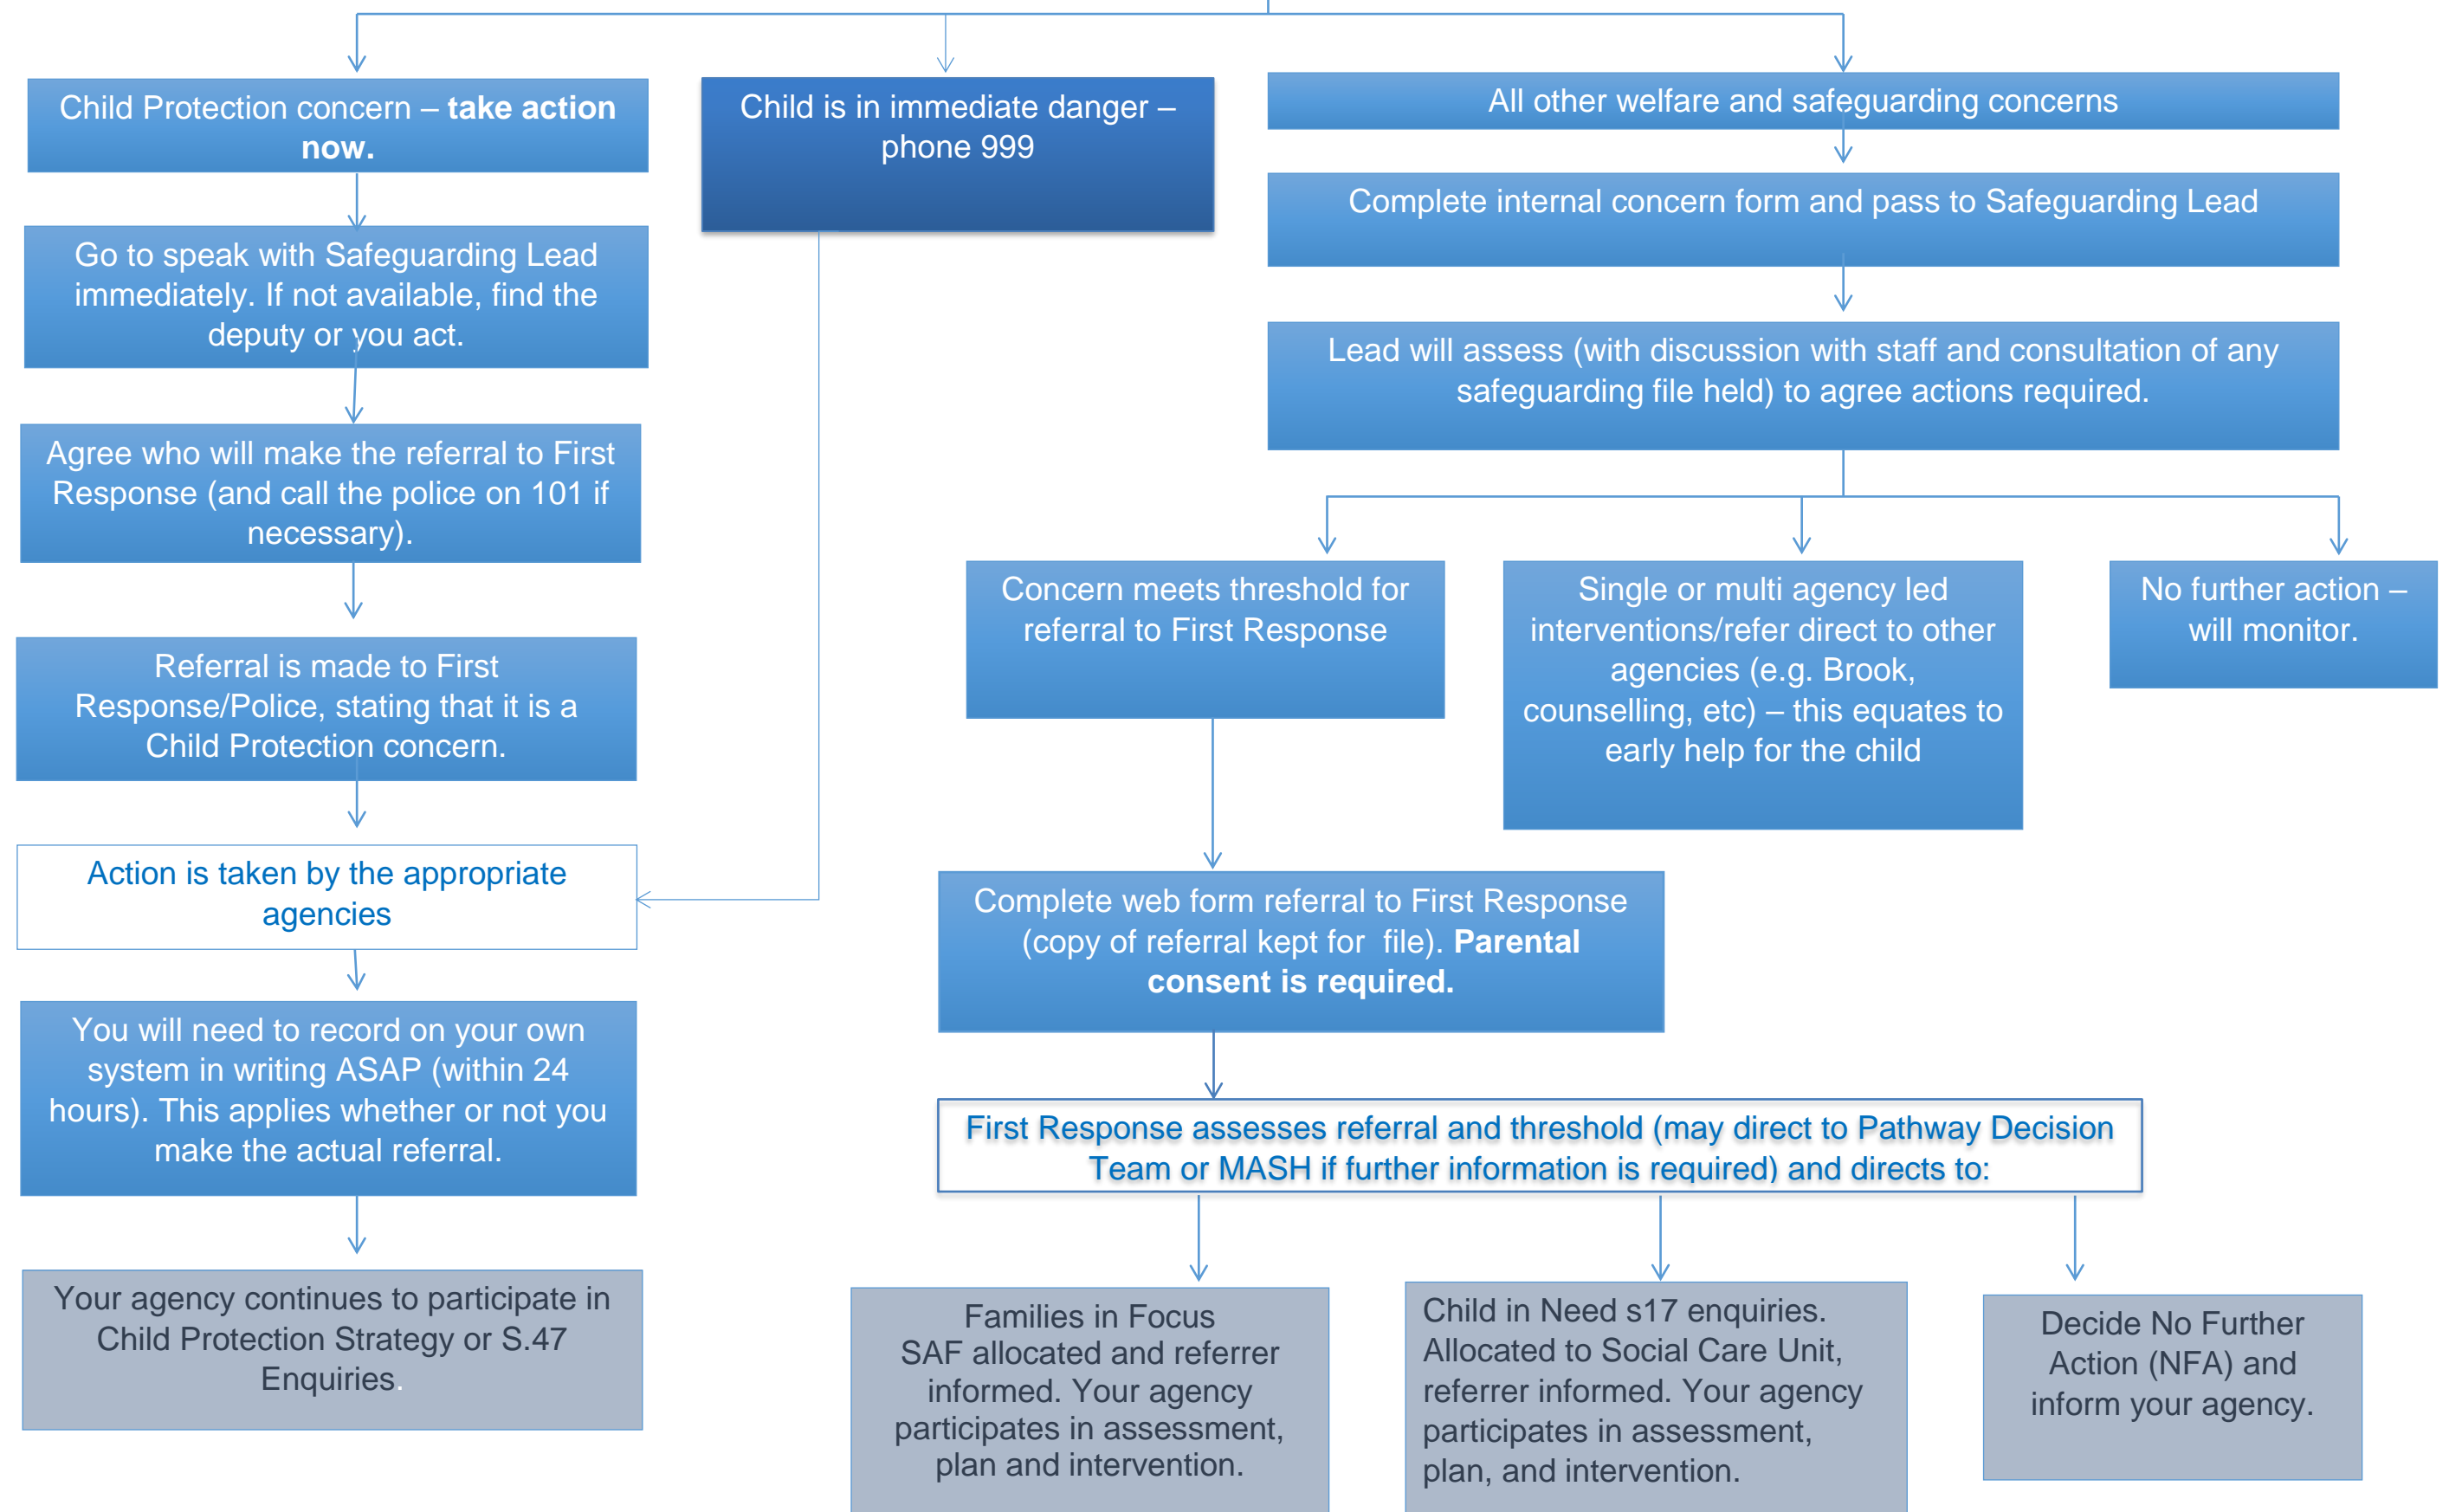 Child Protection concern – take action
now.
Go to speak with Safeguarding Lead
immediately. If not available, find the
deputy or you act.
Agree who will make the referral to First
Response (and call the police on 101 if
necessary).
Referral is made to First
Response/Police, stating that it is a
Child Protection concern.
Action is taken by the appropriate
agencies
You will need to record on your own
system in writing ASAP (within 24
hours). This applies whether or not you
make the actual referral.
Your agency continues to participate in
Child Protection Strategy or S.47
Enquiries.
Child is in immediate danger –
phone 999
All other welfare and safeguarding concerns
Complete internal concern form and pass to Safeguarding Lead
Lead will assess (with discussion with staff and consultation of any
safeguarding file held) to agree actions required.
Concern meets threshold for
referral to First Response
Single or multi agency led
interventions/refer direct to other
agencies (e.g. Brook,
counselling, etc) – this equates to
early help for the child
No further action –
will monitor.
Complete web form referral to First Response
(copy of referral kept for file). Parental
consent is required.
First Response assesses referral and threshold (may direct to Pathway Decision
Team or MASH if further information is required) and directs to:
Families in Focus
SAF allocated and referrer
informed. Your agency
participates in assessment,
plan and intervention.
Child in Need s17 enquiries.
Allocated to Social Care Unit,
referrer informed. Your agency
participates in assessment,
plan, and intervention.
Decide No Further
Action (NFA) and
inform your agency.